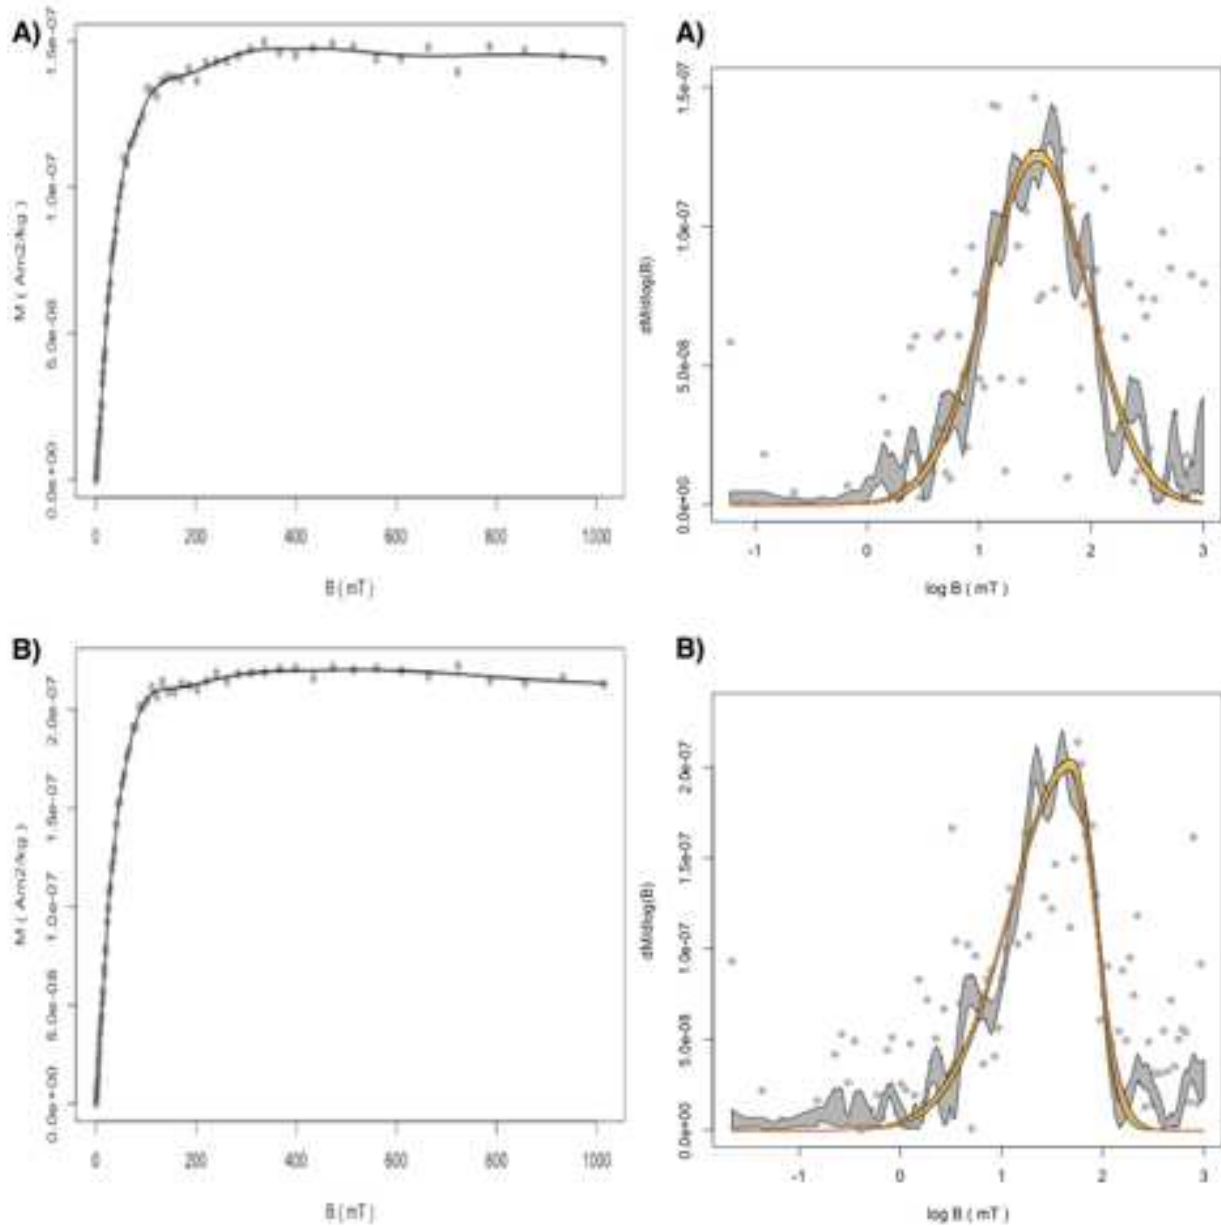 A)
1.5e-07
1.0e-07
5.0e-08
0.0e+00
M ( Am2/kg )
0 200 400 600 800 1000
B ( mT )
A)
1.5e-07
1.0e-07
5.0e-08
0.0e+00
dM/dlog(B)
-1 0 1 2 3
log B ( mT )
B)
2.0e-07
1.5e-07
1.0e-07
5.0e-08
0.0e+00
M ( Am2/kg )
0 200 400 600 800 1000
B ( mT )
B)
2.0e-07
1.5e-07
1.0e-07
5.0e-08
0.0e+00
dM/dlog(B)
-1 0 1 2 3
log B ( mT )